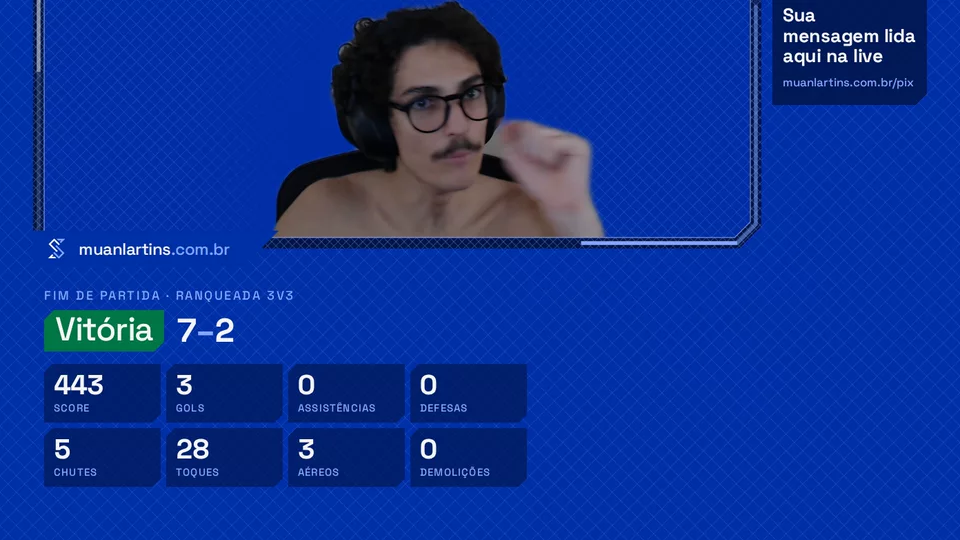 Sua
mensagem lida
aqui na live
muanlartins.com.br/pix
muanlartins.com.br
FIM DE PARTIDA · RANQUEADA 3V3
Vitória 7–2
443
SCORE
3
GOLS
0
ASSISTÊNCIAS
0
DEFESAS
5
CHUTES
28
TOQUES
3
AÉREOS
0
DEMOLIÇÕES